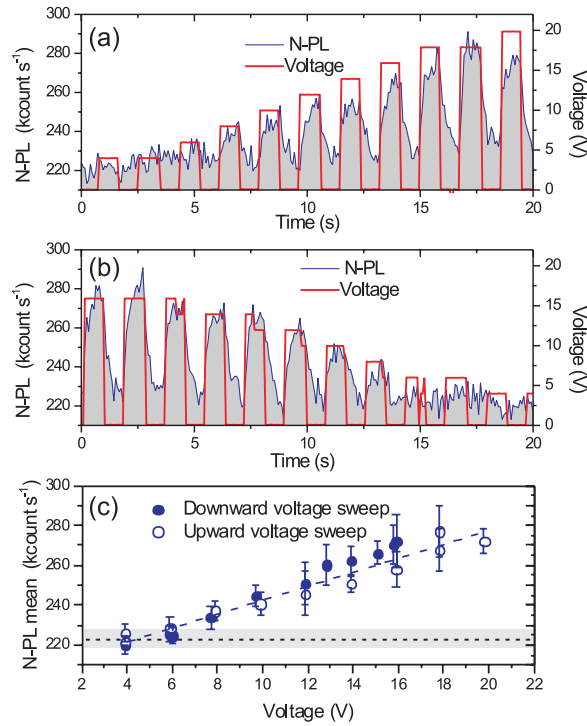 (a)
N-PL
Voltage
N-PL (kcount s⁻¹)
300
280
260
240
220
20
15
10
5
0
Voltage (V)
0 5 10 15 20
Time (s)
(b)
N-PL
Voltage
N-PL (kcount s⁻¹)
300
280
260
240
220
20
15
10
5
0
Voltage (V)
0 5 10 15 20
Time (s)
(c)
Downward voltage sweep
Upward voltage sweep
N-PL mean (kcount s⁻¹)
300
280
260
240
220
2 4 6 8 10 12 14 16 18 20 22
Voltage (V)